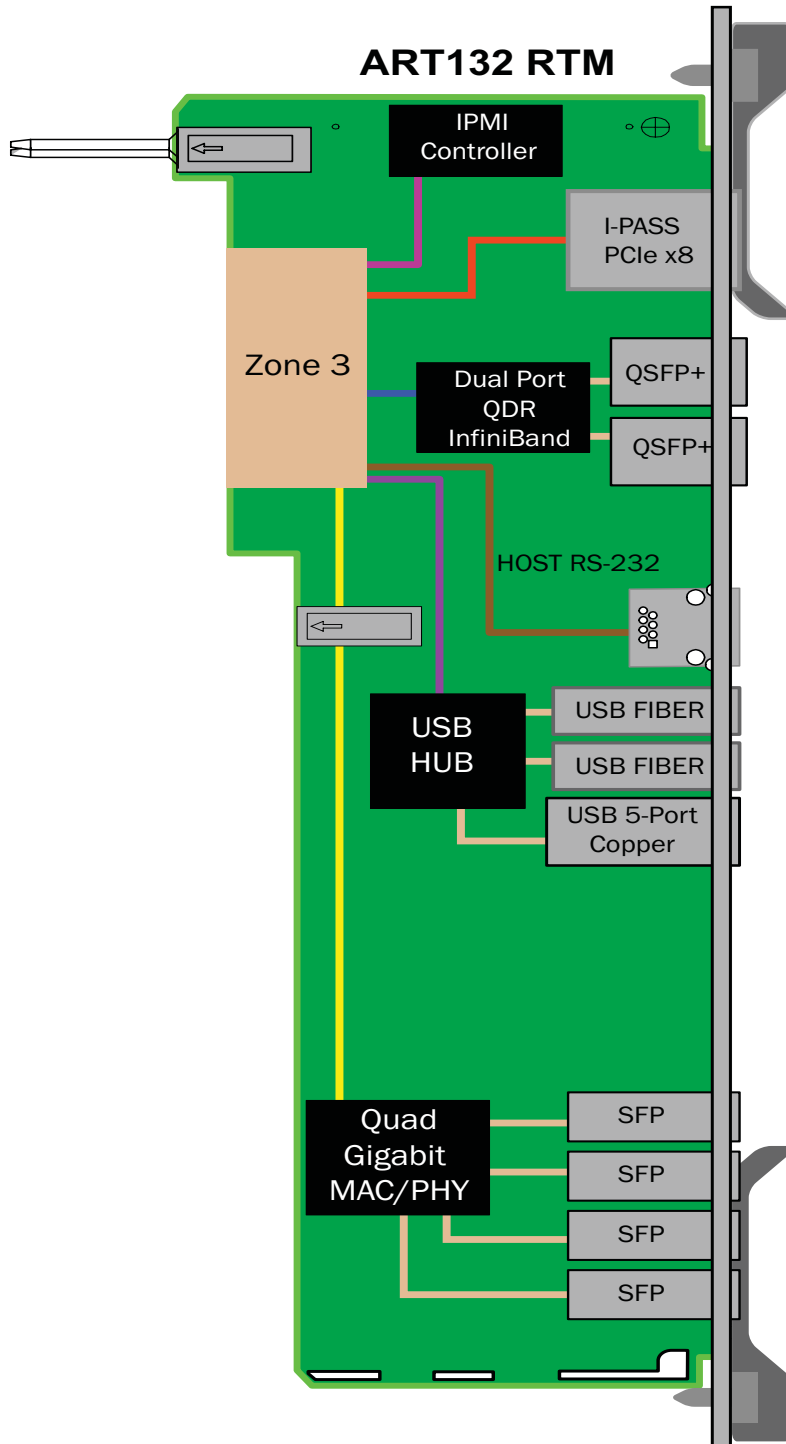 ART132 RTM
IPMI
Controller
I-PASS
PCIe x8
Zone 3
Dual Port
QDR
InfiniBand
QSFP+
QSFP+
HOST RS-232
USB
HUB
USB FIBER
USB FIBER
USB 5-Port
Copper
Quad
Gigabit
MAC/PHY
SFP
SFP
SFP
SFP